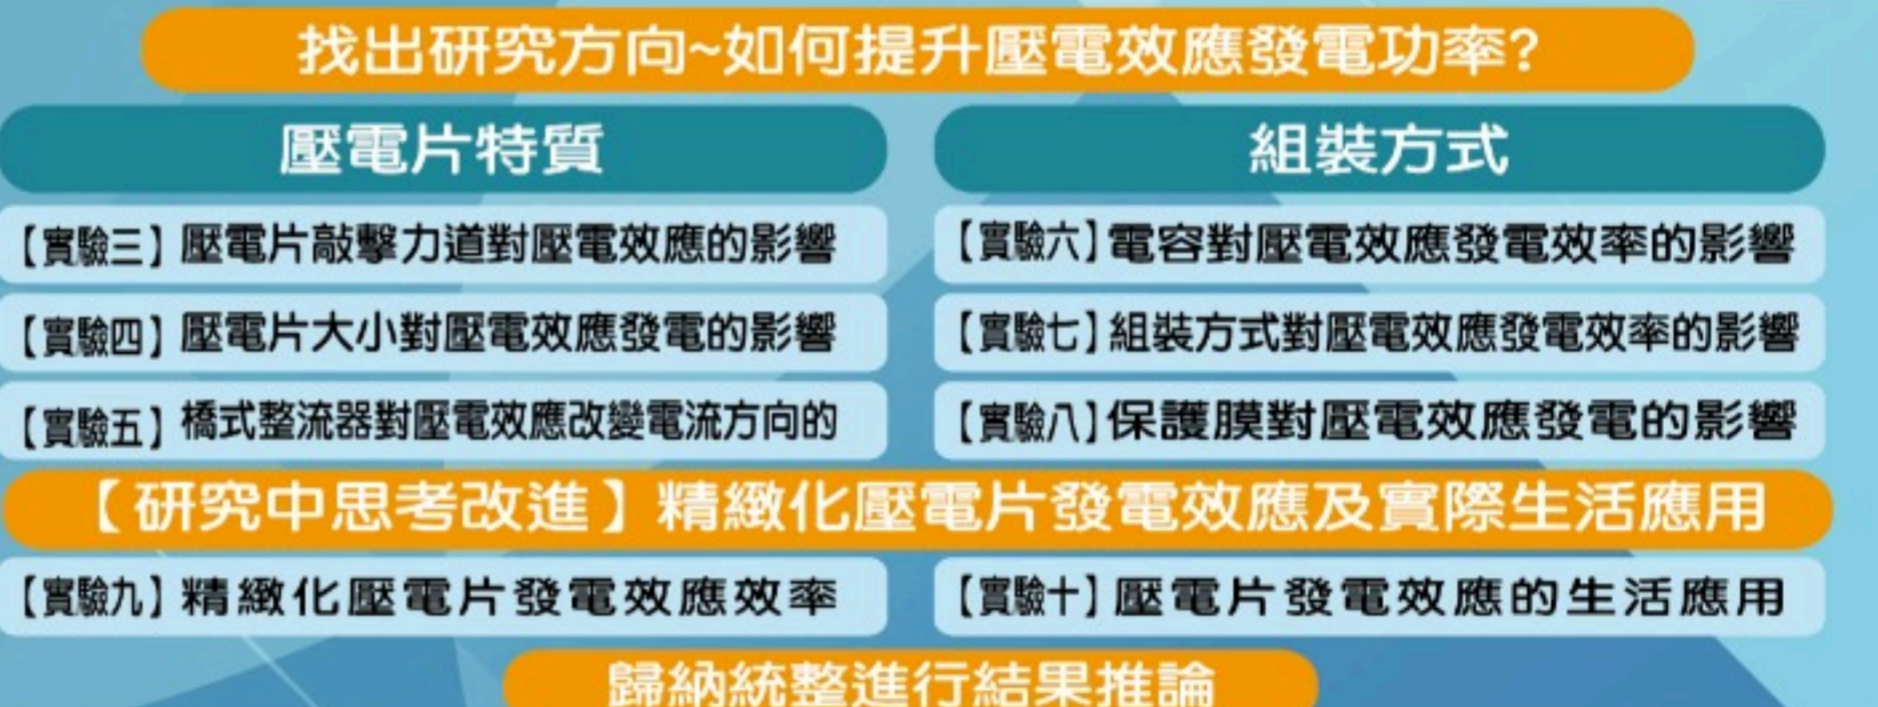 找出研究方向~如何提升壓電效應發電功率?
壓電片特質
組裝方式
【實驗三】壓電片敲擊力道對壓電效應的影響
【實驗六】電容對壓電效應發電效率的影響
【實驗四】壓電片大小對壓電效應發電的影響
【實驗七】組裝方式對壓電效應發電效率的影響
【實驗五】橋式整流器對壓電效應改變電流方向的
【實驗八】保護膜對壓電效應發電的影響
【研究中思考改進】精緻化壓電片發電效應及實際生活應用
【實驗九】精緻化壓電片發電效應效率
【實驗十】壓電片發電效應的生活應用
歸納統整進行結果推論